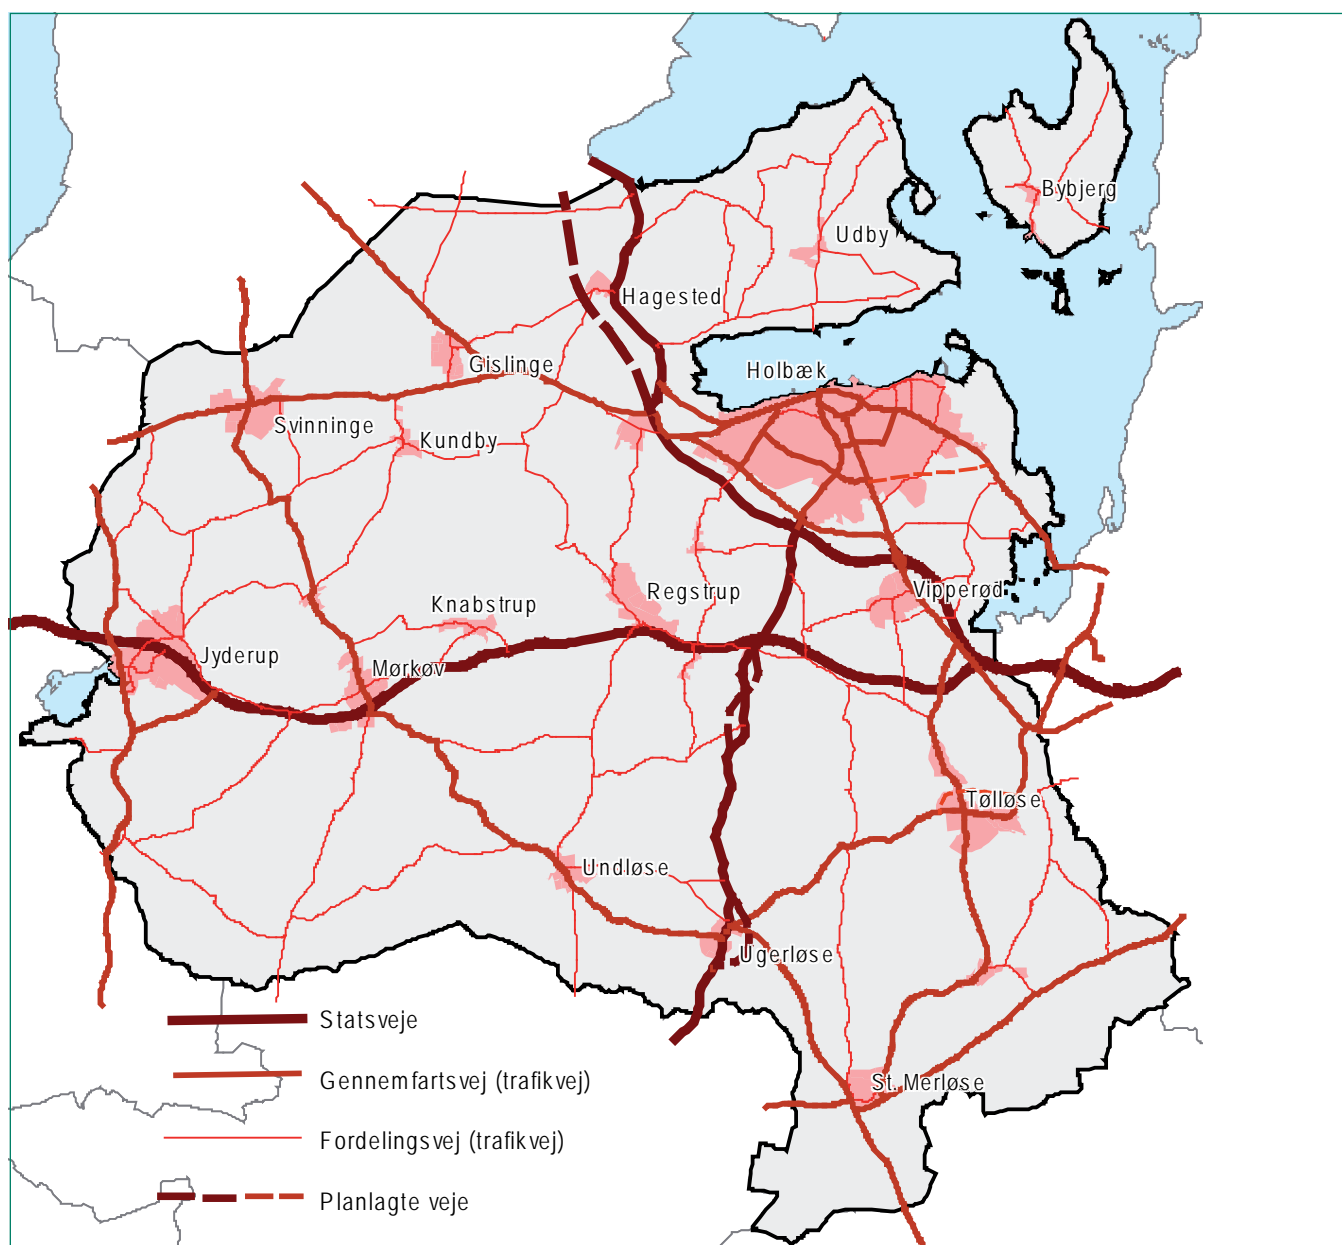 Bybjerg
Udby
Hagested
Gislinge
Holbæk
Svinninge
Kundby
Vipperød
Regstrup
Knabstrup
Jyderup
Mørkøv
Tølløse
Undløse
Ugerløse
St. Merløse
Statsveje
Gennemfartsvej (trafikvej)
Fordelingsvej (trafikvej)
Planlagte veje